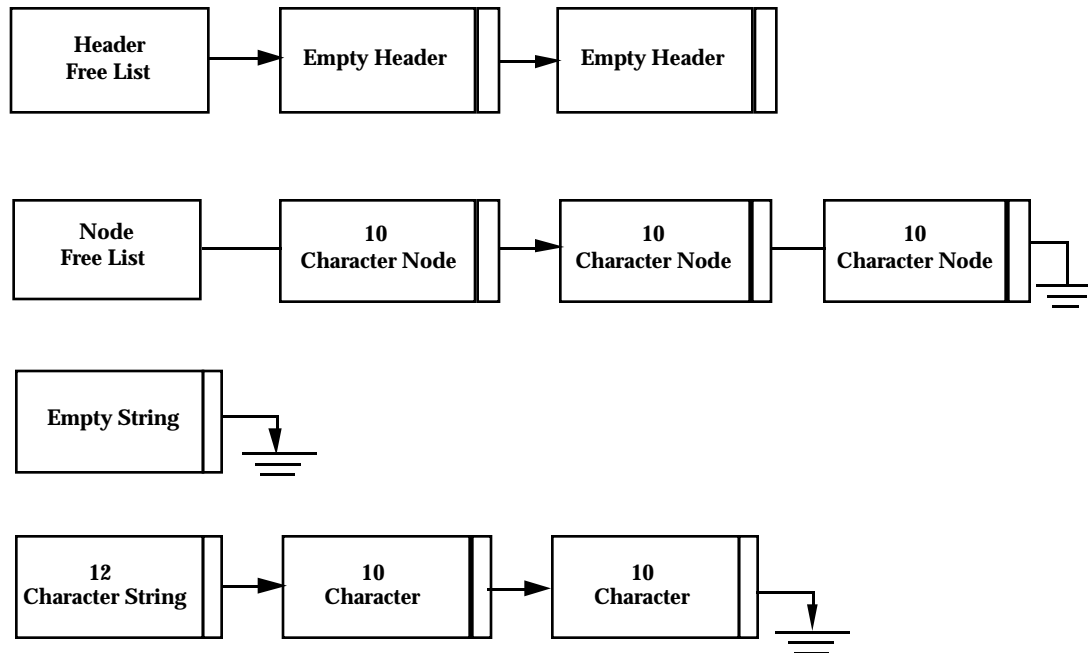 Header
Free List
Empty Header
Empty Header
Node
Free List
10
Character Node
10
Character Node
10
Character Node
Empty String
12
Character String
10
Character
10
Character